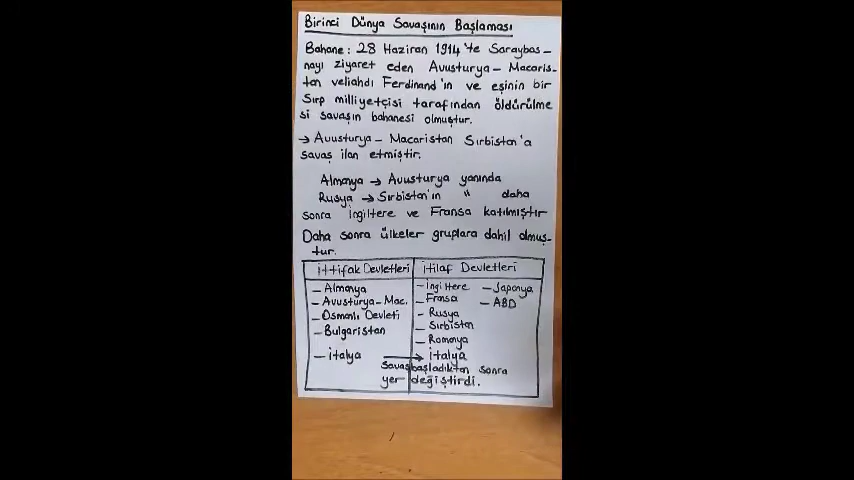 Birinci Dünya Savaşının Başlaması
Bahane: 28 Haziran 1914'te Saraybos-
nayı ziyaret eden Avusturya-Macaris-
tan veliahdı Ferdinand'ın ve eşinin bir
Sırp milliyetçisi tarafından öldürülme
si savaşın bahanesi olmuştur.
→ Avusturya-Macaristan Sırbistan'a
savaş ilan etmiştir.
Almanya → Avusturya yanında
Rusya → Sırbistan'ın " daha
sonra İngiltere ve Fransa katılmıştır
Daha sonra ülkeler gruplara dahil olmuş-
tur.
İttifak Devletleri
- Almanya
- Avusturya-Mac.
- Osmanlı Devleti
- Bulgaristan
- İtalya →
İtilaf Devletleri
- İngiltere - Japonya
- Fransa - ABD
- Rusya
- Sırbistan
- Romanya
İtalya
Savaş başladıktan sonra
yer değiştirdi.